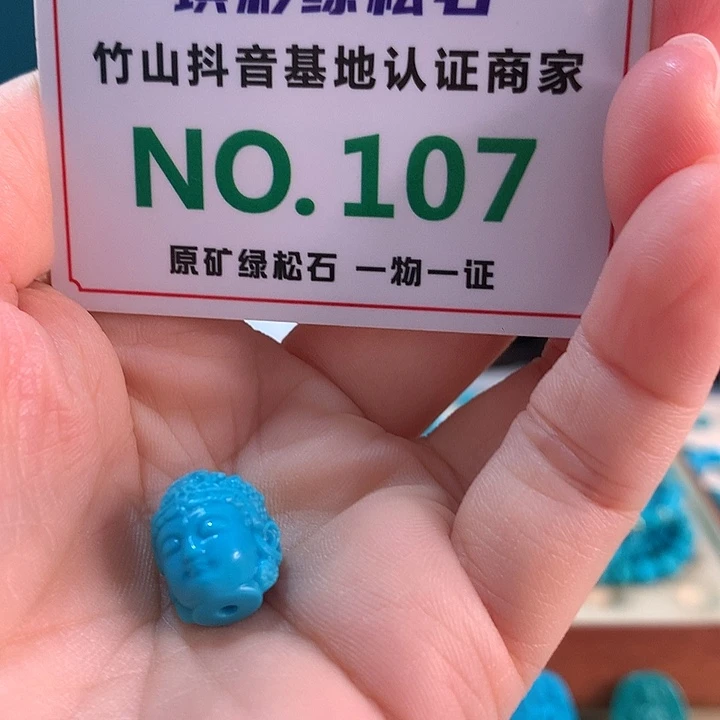 绿松石
竹山抖音基地认证商家
NO.107
原矿绿松石 一物一证